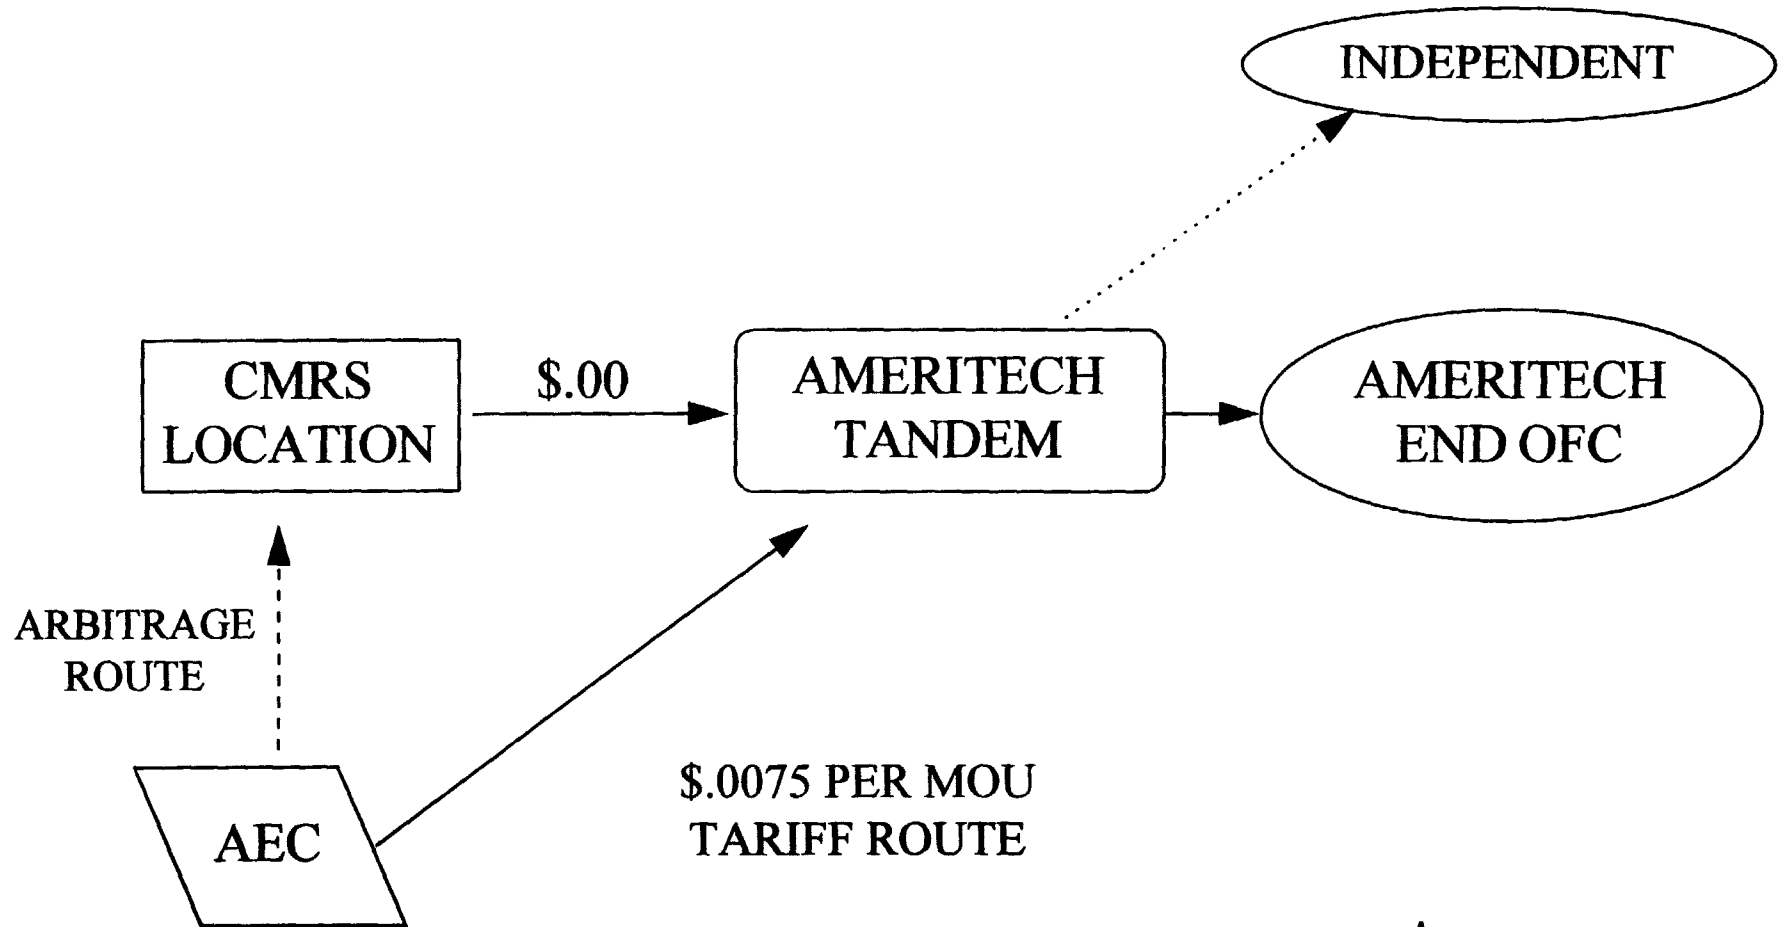 INDEPENDENT
CMRS
LOCATION
$.00
AMERITECH
TANDEM
AMERITECH
END OFC
ARBITRAGE
ROUTE
$.0075 PER MOU
TARIFF ROUTE
AEC